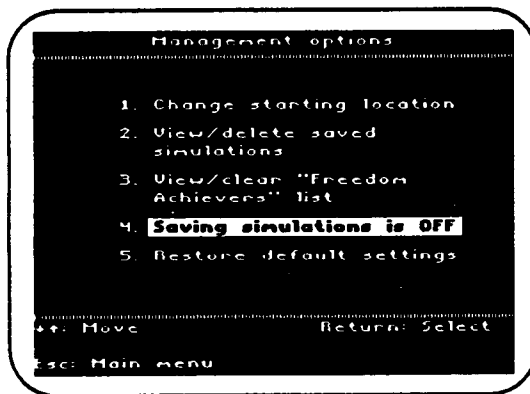 Management options
1. Change starting location
2. View/delete saved
simulations
3. View/clear "Freedom
Achievers" list
4. Saving simulations is OFF
5. Restore default settings
↓↑: Move Return: Select
Esc: Main menu